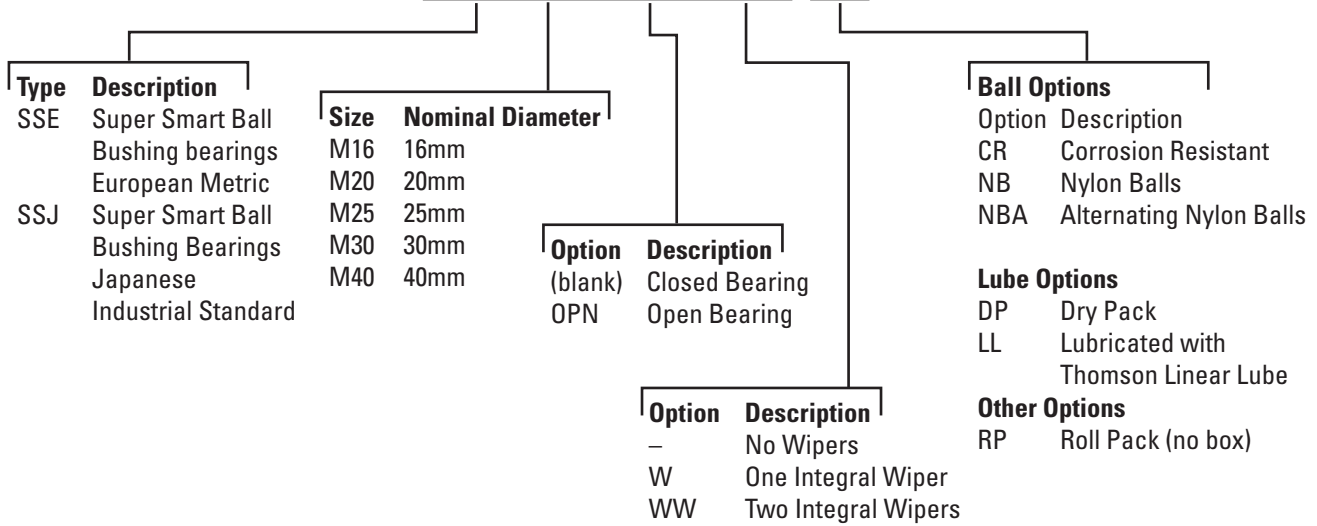 Type Description
SSE Super Smart Ball
Bushing bearings
European Metric
SSJ Super Smart Ball
Bushing Bearings
Japanese
Industrial Standard
Size Nominal Diameter
M16 16mm
M20 20mm
M25 25mm
M30 30mm
M40 40mm
Option Description
(blank) Closed Bearing
OPN Open Bearing
Option Description
– No Wipers
W One Integral Wiper
WW Two Integral Wipers
Ball Options
Option Description
CR Corrosion Resistant
NB Nylon Balls
NBA Alternating Nylon Balls
Lube Options
DP Dry Pack
LL Lubricated with
Thomson Linear Lube
Other Options
RP Roll Pack (no box)